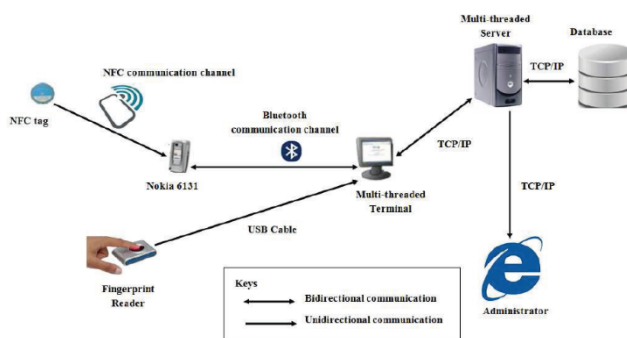 Multi-threaded
Server
Database
TCP/IP
NFC communication channel
NFC tag
Bluetooth
communication channel
TCP/IP
Nokia 6131
Multi-threaded
Terminal
TCP/IP
USB Cable
Fingerprint
Reader
Keys
Bidirectional communication
Unidirectional communication
Administrator